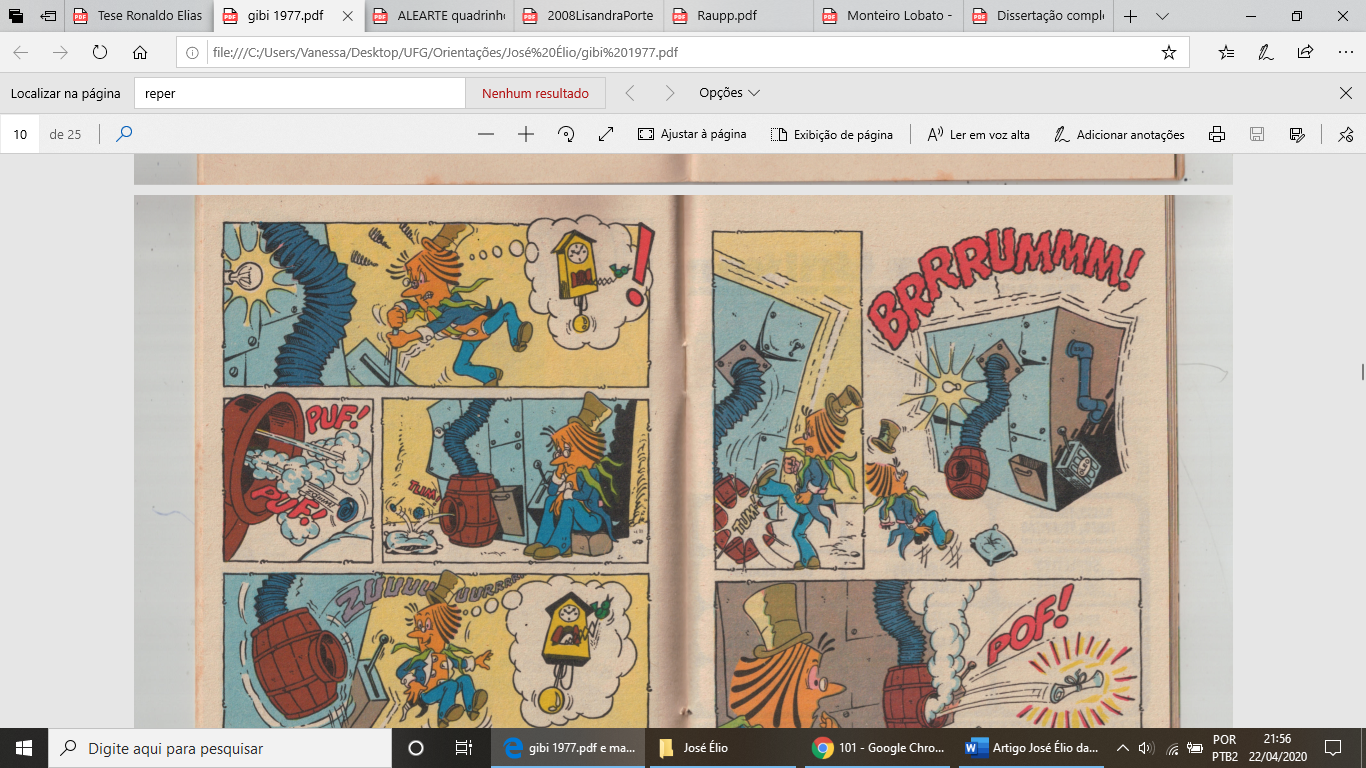 Tese Ronaldo Elias
gibi 1977.pdf
ALEARTE quadrinho
2008LisandraPorte
Raupp.pdf
Monteiro Lobato -
Dissertação comple
file:///C:/Users/Vanessa/Desktop/UFG/Orientações/José%20Élio/gibi%201977.pdf
Localizar na página
reper
Nenhum resultado
Opções
10
de 25
Ajustar à página
Exibição de página
Ler em voz alta
Adicionar anotações
!
BRRRUMMM!
PUF!
PUF!
TUM!
TUM!
POF!
Digite aqui para pesquisar
gibi 1977.pdf e ma...
José Élio
101 - Google Chro...
Artigo José Élio da...
POR
PTB2
21:56
22/04/2020